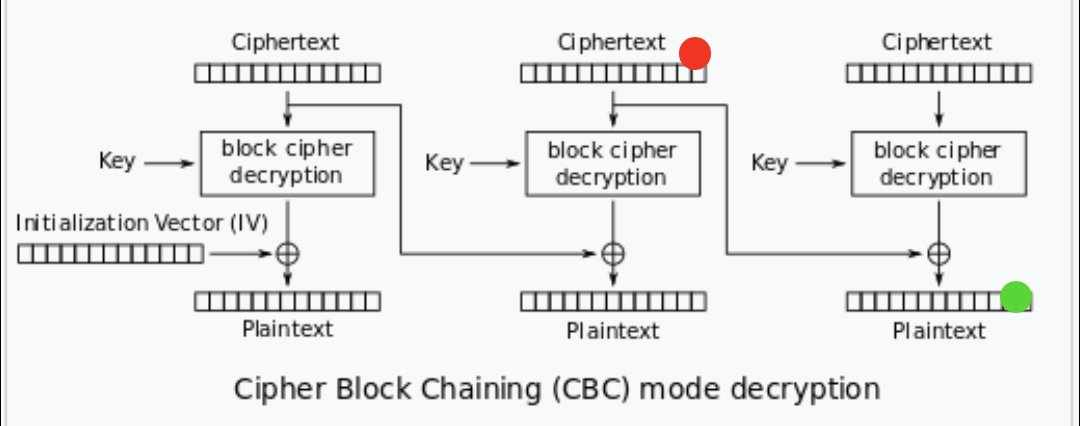 Ciphertext
Ciphertext
Ciphertext
Key
block cipher
decryption
Key
block cipher
decryption
Key
block cipher
decryption
Initialization Vector (IV)
Plaintext
Plaintext
Plaintext
Cipher Block Chaining (CBC) mode decryption